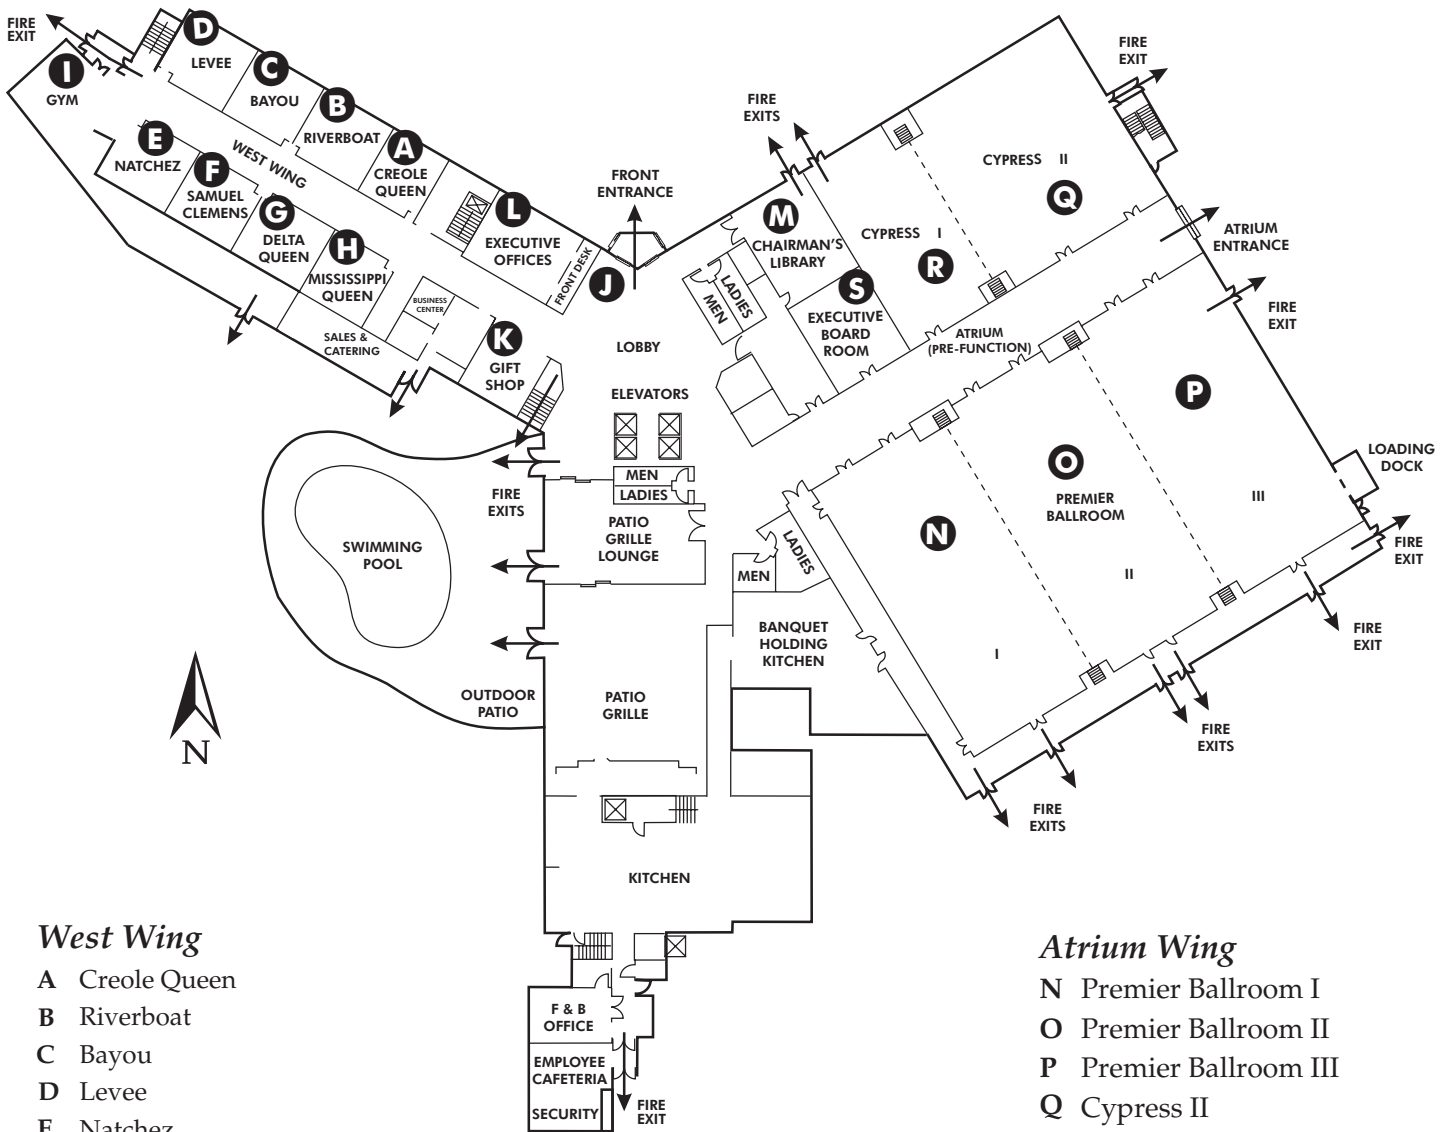 FIRE
EXIT
D
LEVEE
I
GYM
C
BAYOU
B
RIVERBOAT
A
CREOLE
QUEEN
E
NATCHEZ
WEST WING
F
SAMUEL
CLEMENS
G
DELTA
QUEEN
H
MISSISSIPPI
QUEEN
L
EXECUTIVE
OFFICES
FRONT DESK
J
FRONT
ENTRANCE
BUSINESS
CENTER
SALES &
CATERING
K
GIFT
SHOP
LOBBY
ELEVATORS
FIRE
EXITS
M
CHAIRMAN'S
LIBRARY
MEN
LADIES
S
EXECUTIVE
BOARD
ROOM
CYPRESS I
R
CYPRESS II
Q
FIRE
EXIT
ATRIUM
ENTRANCE
FIRE
EXIT
ATRIUM
(PRE-FUNCTION)
P
III
O
PREMIER
BALLROOM
II
N
I
LOADING
DOCK
FIRE
EXIT
FIRE
EXIT
FIRE
EXITS
FIRE
EXITS
MEN
LADIES
FIRE
EXITS
PATIO
GRILLE
LOUNGE
SWIMMING
POOL
LADIES
MEN
BANQUET
HOLDING
KITCHEN
OUTDOOR
PATIO
PATIO
GRILLE
N
KITCHEN
F & B
OFFICE
EMPLOYEE
CAFETERIA
SECURITY
FIRE
EXIT
West Wing
A Creole Queen
B Riverboat
C Bayou
D Levee
E Natchez
Atrium Wing
N Premier Ballroom I
O Premier Ballroom II
P Premier Ballroom III
Q Cypress II